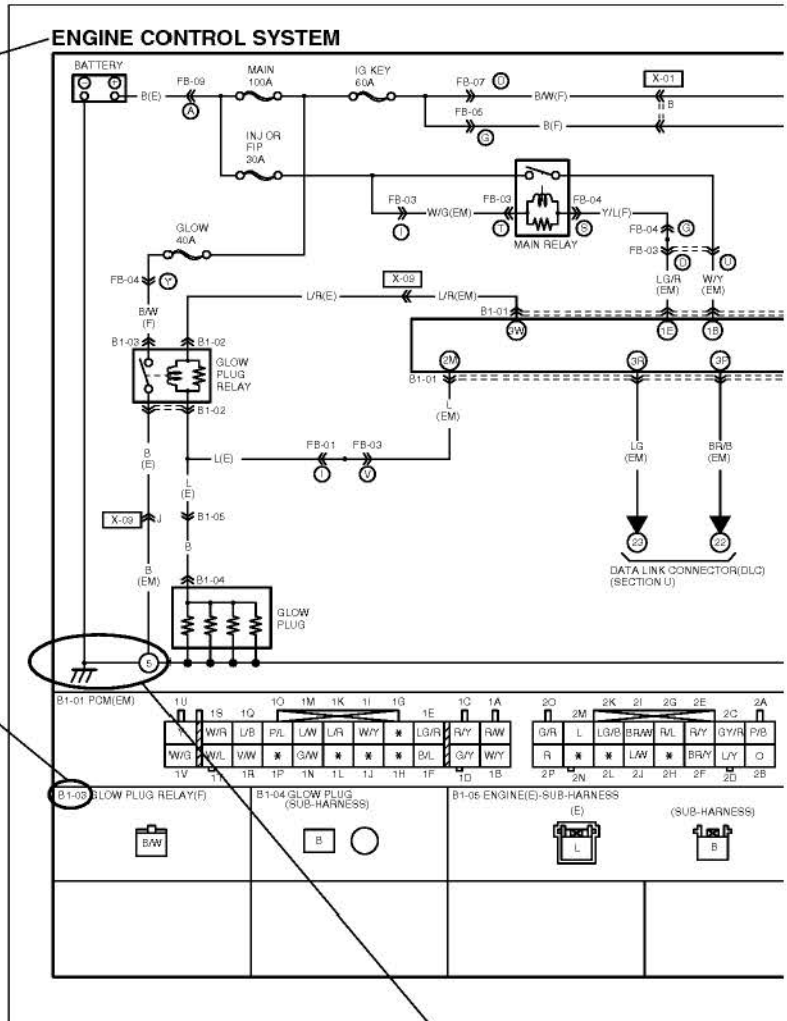 ENGINE CONTROL SYSTEM
BATTERY
B(E)
FB-09
A
MAIN
100A
IG KEY
60A
FB-07 O
B/W(F)
X-01
B
FB-05
G
B(F)
INJ OR
FIP
30A
FB-03
I
W/G(EM)
FB-03
T
MAIN RELAY
FB-04
S
Y/L(F)
FB-04 G
FB-03
D
U
LG/R
(EM)
W/Y
(EM)
GLOW
40A
FB-04 Y
B/W
(F)
X-09
L/R(E)
L/R(EM)
B1-01
3W
1E
1B
B1-03
B1-02
GLOW
PLUG
RELAY
B1-02
2M
3R
3P
B1-01
L
(EM)
LG
(EM)
BR/B
(EM)
B
(E)
L(E)
FB-01
I
FB-03
V
L
(E)
X-09
J
B1-05
B
B
(EM)
B1-04
GLOW
PLUG
23
22
DATA LINK CONNECTOR(DLC)
(SECTION U)
5
B1-01 PCM(EM)
1U 1S 1Q 1O 1M 1K 1I 1G 1E 1C 1A
Y W/R L/B P/L L/W L/R W/Y * LG/R R/Y R/W
W/G W/L V/W * G/W * * * B/L G/Y W/Y
1V 1T 1R 1P 1N 1L 1J 1H 1F 1D 1B
2O 2M 2K 2I 2G 2E 2C 2A
G/R L LG/B BR/W R/L R/Y GY/R P/B
R * * L/W * BR/Y L/Y O
2P 2N 2L 2J 2H 2F 2D 2B
B1-03 GLOW PLUG RELAY(F)
B/W
B1-04 GLOW PLUG
(SUB-HARNESS)
B
B1-05 ENGINE(E)-SUB-HARNESS
(E)
L
(SUB-HARNESS)
B